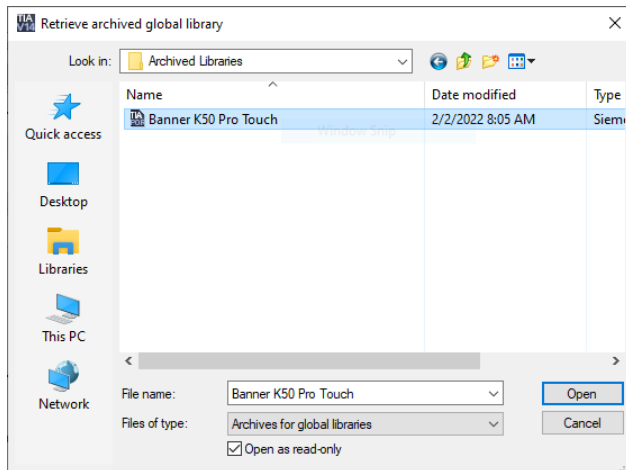 TIA V14 Retrieve archived global library
Look in: Archived Libraries
Name Date modified Type
Banner K50 Pro Touch 2/2/2022 8:05 AM Sieme
Window Snip
Quick access
Desktop
Libraries
This PC
Network
File name: Banner K50 Pro Touch Open
Files of type: Archives for global libraries Cancel
Open as read-only